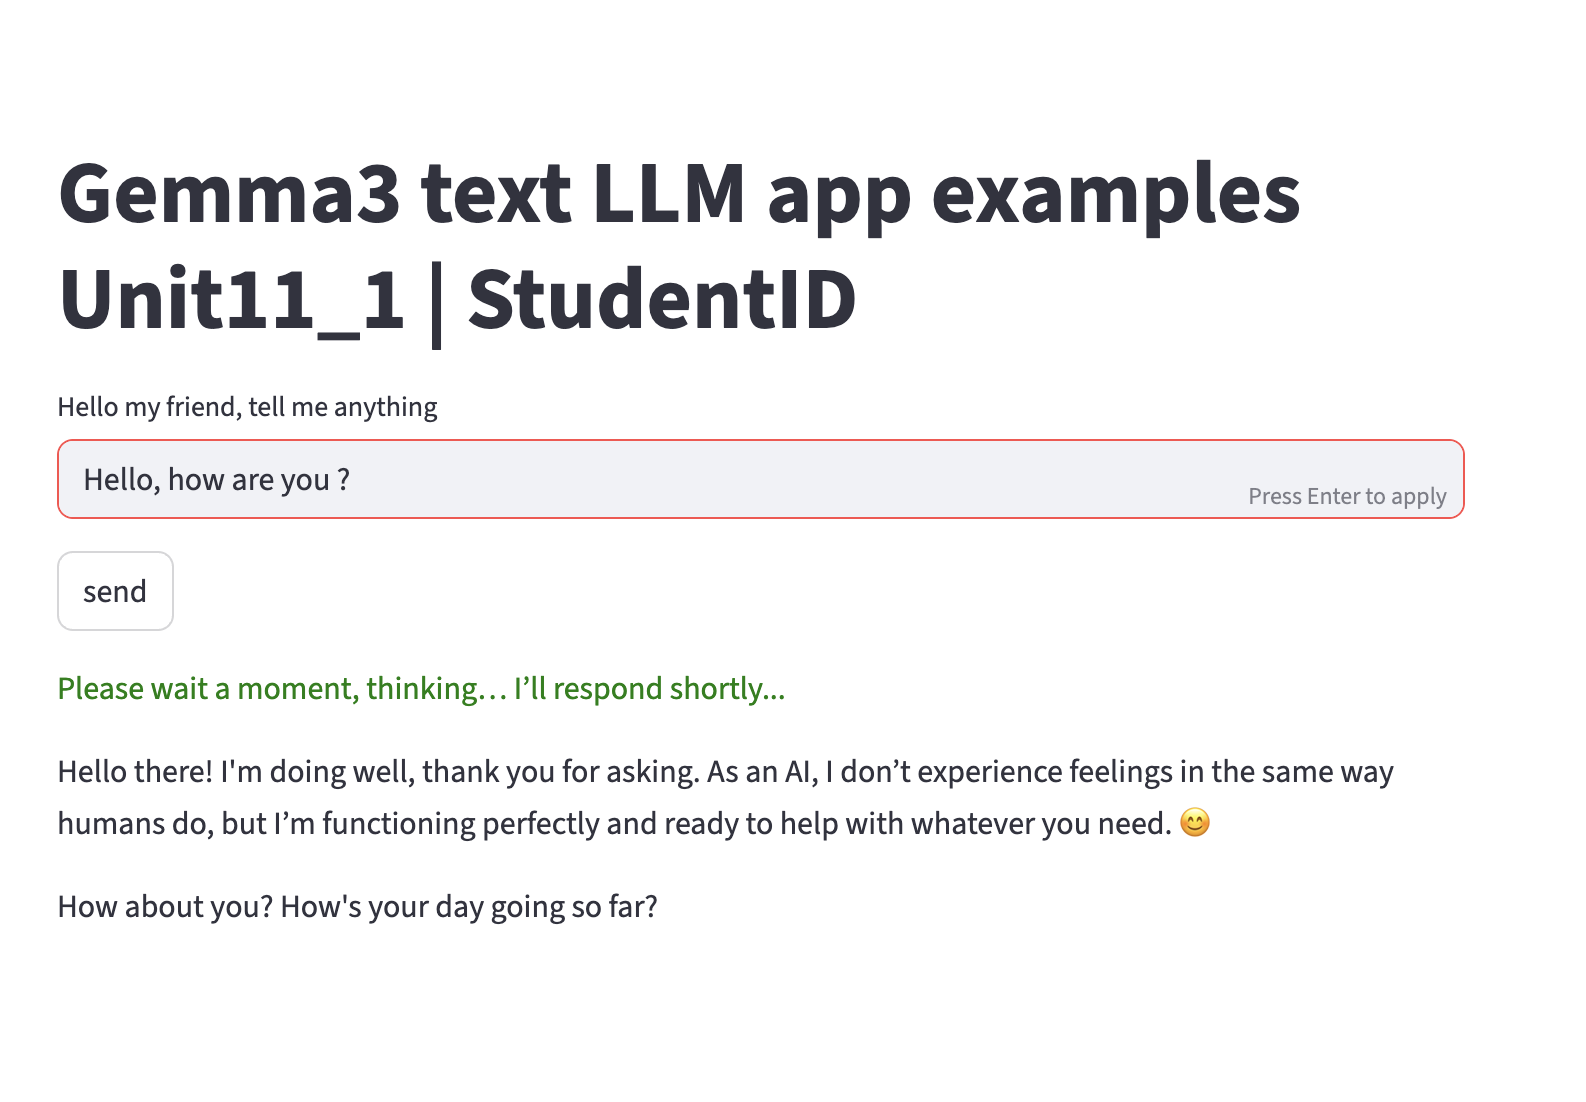 Gemma3 text LLM app examples
Unit11_1 | StudentID
Hello my friend, tell me anything
Hello, how are you ?
Press Enter to apply
send
Please wait a moment, thinking… I’ll respond shortly...
Hello there! I'm doing well, thank you for asking. As an AI, I don’t experience feelings in the same way
humans do, but I’m functioning perfectly and ready to help with whatever you need. 😊
How about you? How's your day going so far?